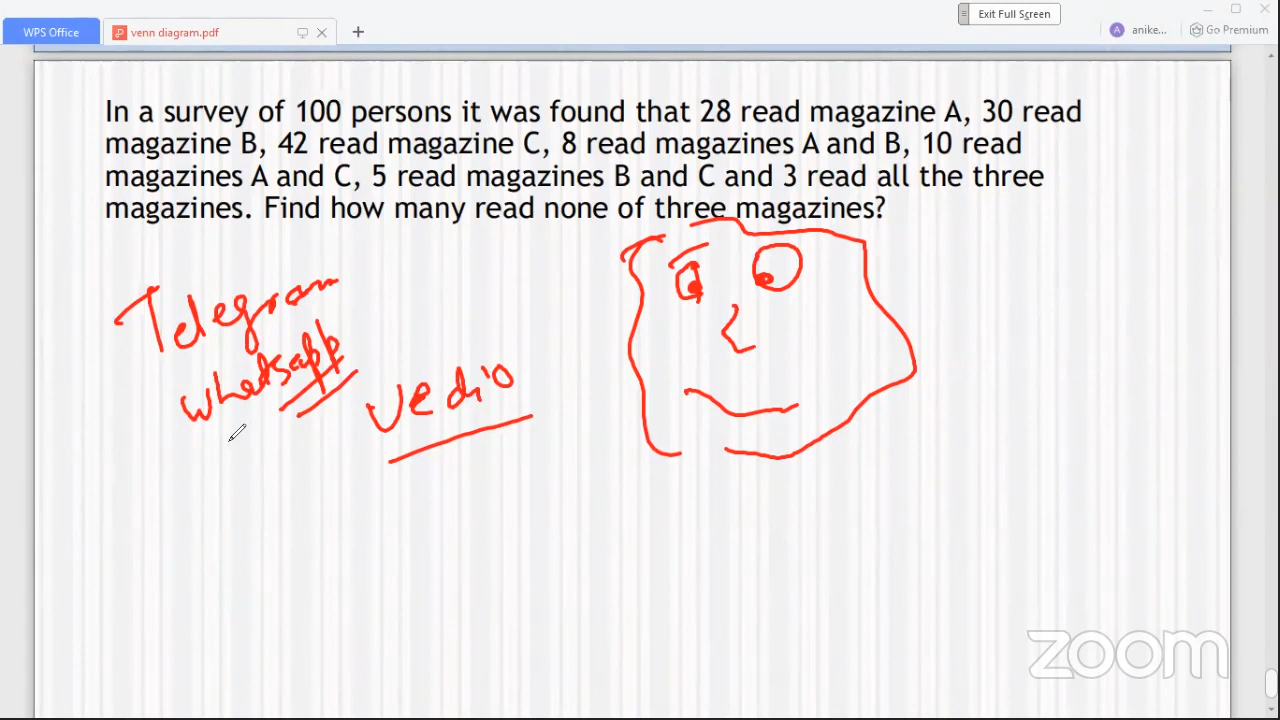 Exit Full Screen
WPS Office
venn diagram.pdf
A anike...
Go Premium
In a survey of 100 persons it was found that 28 read magazine A, 30 read
magazine B, 42 read magazine C, 8 read magazines A and B, 10 read
magazines A and C, 5 read magazines B and C and 3 read all the three
magazines. Find how many read none of three magazines?
Telegram
whatsapp
vedio
zoom